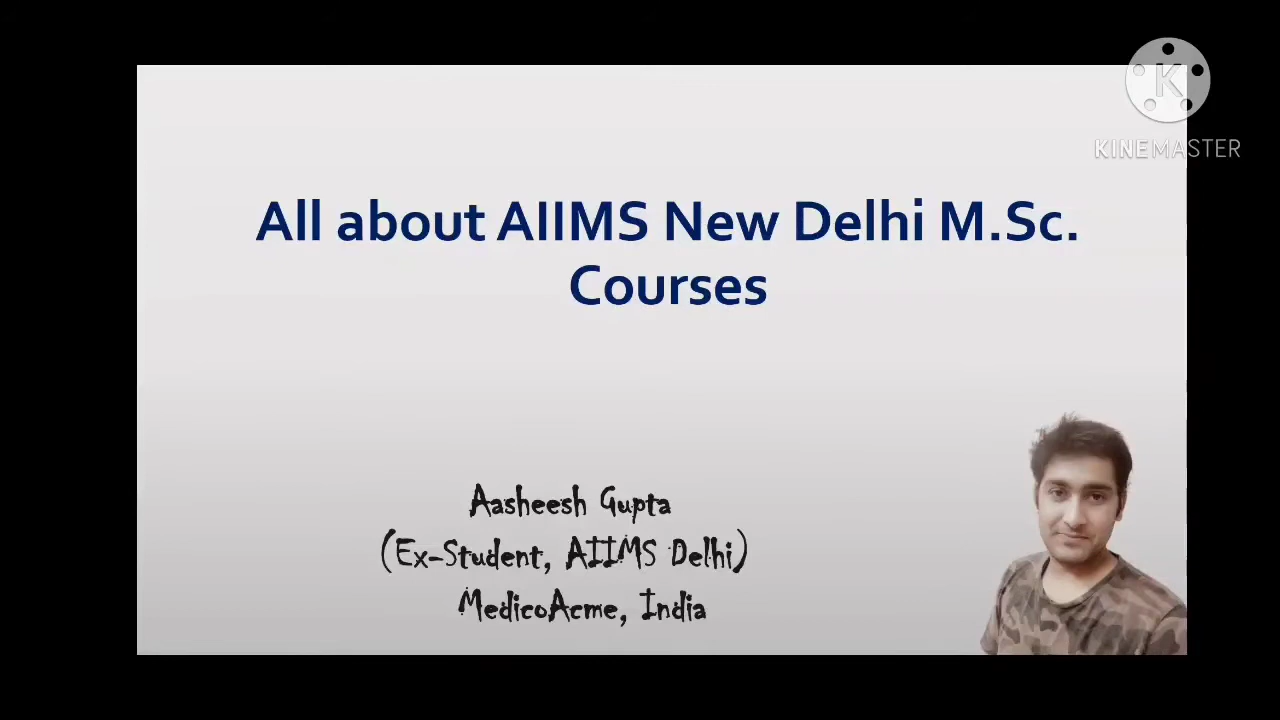 K
KINEMASTER
All about AIIMS New Delhi M.Sc.
Courses
Aasheesh Gupta
(Ex-Student, AIIMS Delhi)
MedicoAcme, India